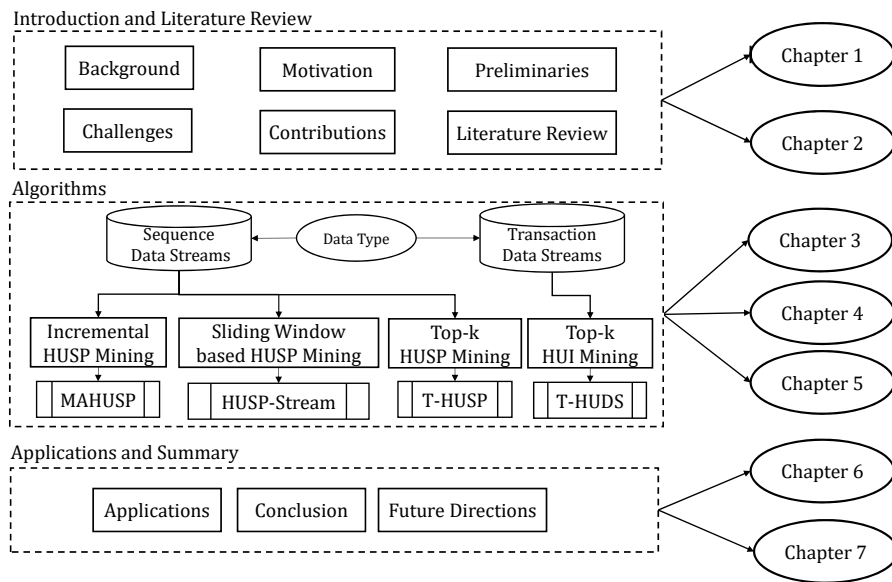 Introduction and Literature Review
Background
Motivation
Preliminaries
Challenges
Contributions
Literature Review
Chapter 1
Chapter 2
Algorithms
Sequence
Data Streams
Data Type
Transaction
Data Streams
Incremental
HUSP Mining
Sliding Window
based HUSP Mining
Top-k
HUSP Mining
Top-k
HUI Mining
MAHUSP
HUSP-Stream
T-HUSP
T-HUDS
Chapter 3
Chapter 4
Chapter 5
Applications and Summary
Applications
Conclusion
Future Directions
Chapter 6
Chapter 7